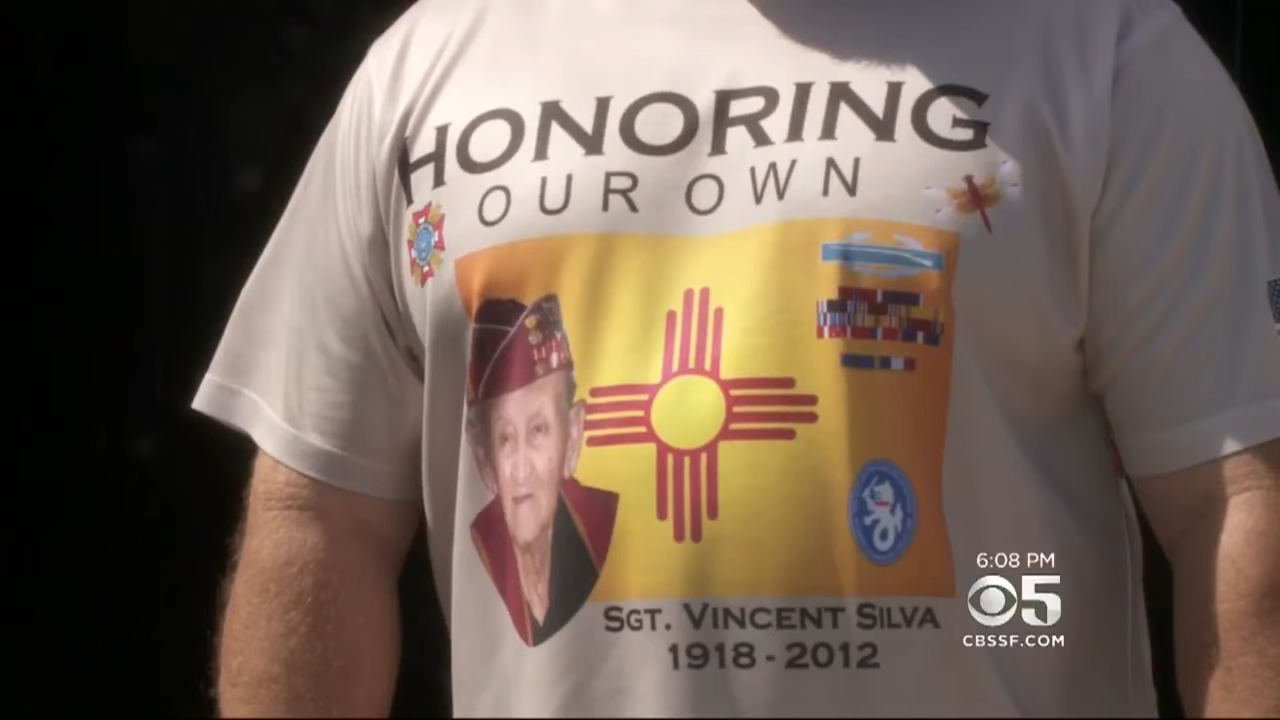 HONORING
OUR OWN
SGT. VINCENT SILVA
1918 - 2012
6:08 PM
5
CBSSF.COM